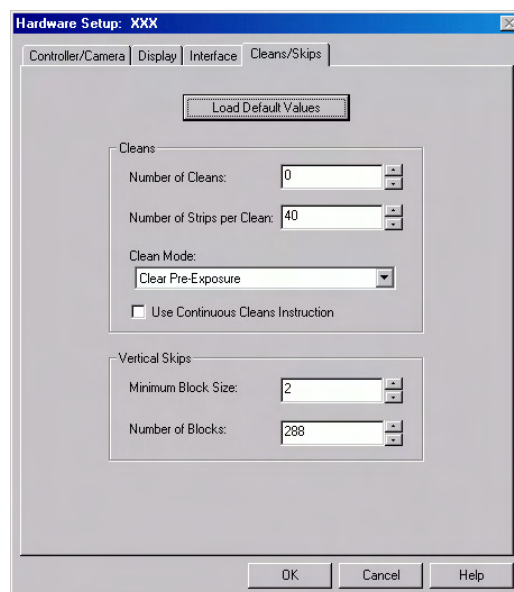 Hardware Setup: XXX
Controller/Camera Display Interface Cleans/Skips
Load Default Values
Cleans
Number of Cleans: 0
Number of Strips per Clean: 40
Clean Mode:
Clear Pre-Exposure
Use Continuous Cleans Instruction
Vertical Skips
Minimum Block Size: 2
Number of Blocks: 288
OK Cancel Help